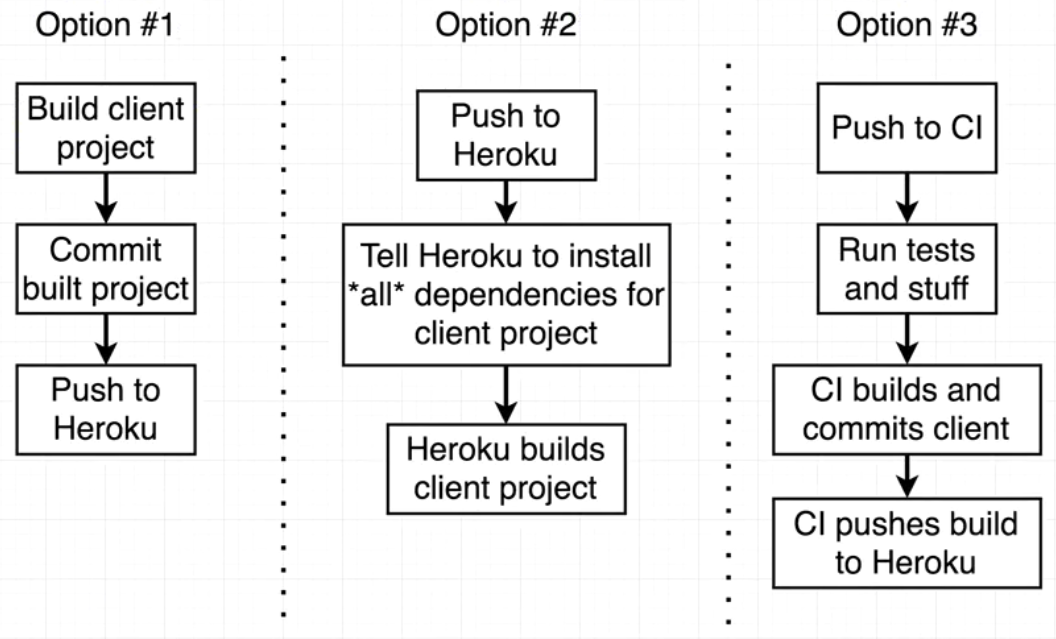 Option #1
Build client
project
Commit
built project
Push to
Heroku
Option #2
Push to
Heroku
Tell Heroku to install
*all* dependencies for
client project
Heroku builds
client project
Option #3
Push to CI
Run tests
and stuff
CI builds and
commits client
CI pushes build
to Heroku